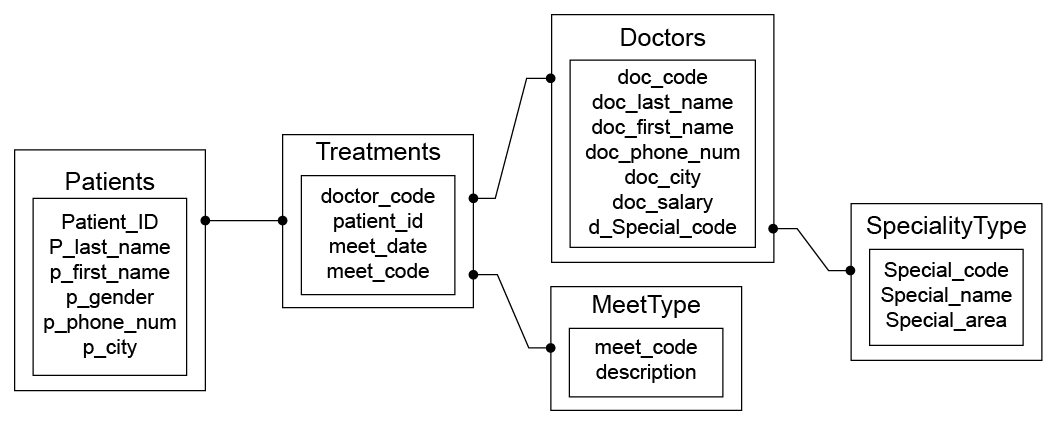 Patients
Patient_ID
P_last_name
p_first_name
p_gender
p_phone_num
p_city
Treatments
doctor_code
patient_id
meet_date
meet_code
Doctors
doc_code
doc_last_name
doc_first_name
doc_phone_num
doc_city
doc_salary
d_Special_code
MeetType
meet_code
description
SpecialityType
Special_code
Special_name
Special_area